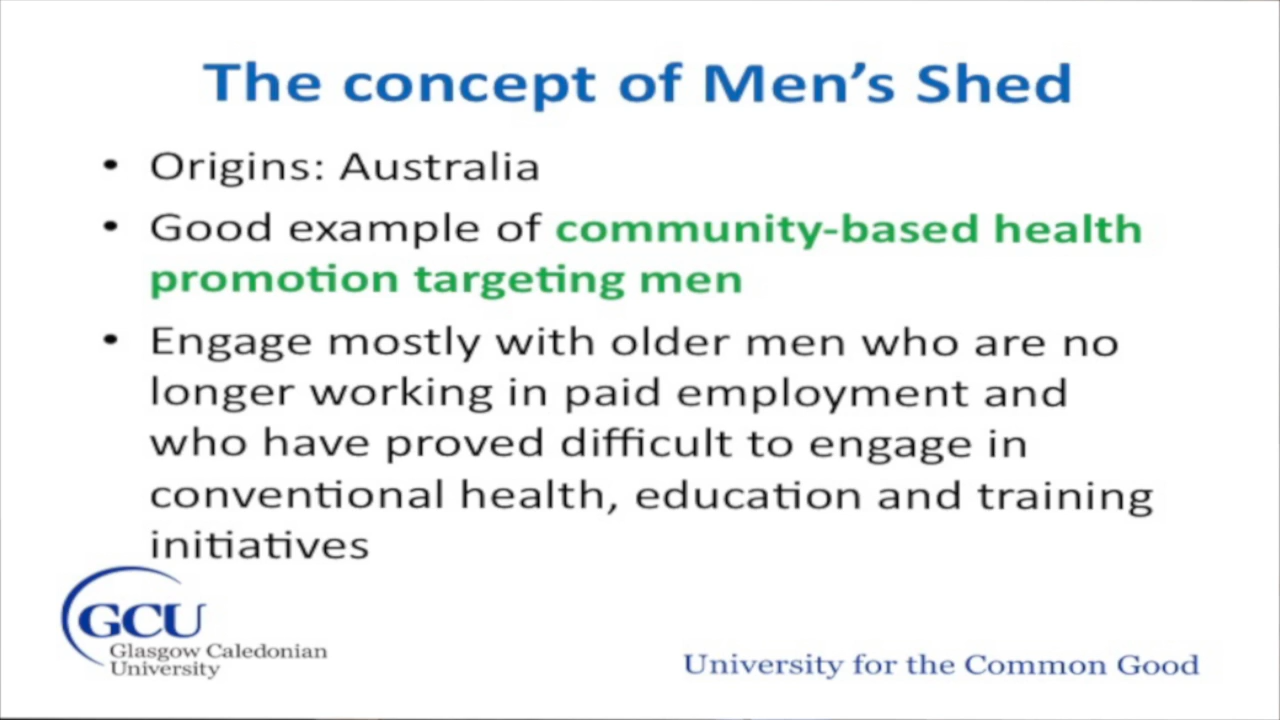 The concept of Men’s Shed
• Origins: Australia
• Good example of community-based health
promotion targeting men
• Engage mostly with older men who are no
longer working in paid employment and
who have proved difficult to engage in
conventional health, education and training
initiatives
GCU
Glasgow Caledonian
University
University for the Common Good